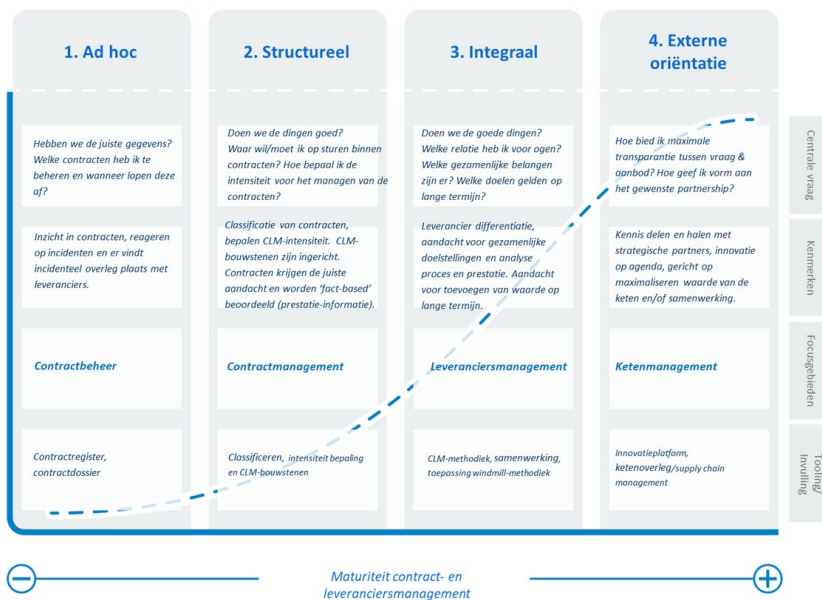 1. Ad hoc
2. Structureel
3. Integraal
4. Externe
oriëntatie
Hebben we de juiste gegevens?
Welke contracten heb ik te
beheren en wanneer lopen deze
af?
Doen we de dingen goed?
Waar wil/moet ik op sturen binnen
contracten? Hoe bepaal ik de
intensiteit voor het managen van de
contracten?
Doen we de goede dingen?
Welke relatie heb ik voor ogen?
Welke gezamenlijke belangen
zijn er? Welke doelen gelden op
lange termijn?
Hoe bied ik maximale
transparantie tussen vraag &
aanbod? Hoe geef ik vorm aan
het gewenste partnership?
Centrale vraag
Inzicht in contracten, reageren
op incidenten en er vindt
incidenteel overleg plaats met
leveranciers.
Classificatie van contracten,
bepalen CLM-intensiteit. CLM-
bouwstenen zijn ingericht.
Contracten krijgen de juiste
aandacht en worden ‘fact-based’
beoordeeld (prestatie-informatie).
Leverancier differentiatie,
aandacht voor gezamenlijke
doelstellingen en analyse
proces en prestatie. Aandacht
voor toevoegen van waarde op
lange termijn.
Kennis delen en halen met
strategische partners, innovatie
op agenda, gericht op
maximaliseren waarde van de
keten en/of samenwerking.
Kenmerken
Contractbeheer
Contractmanagement
Leveranciersmanagement
Ketenmanagement
Focusgebieden
Contractregister,
contractdossier
Classificeren, intensiteit bepaling
en CLM-bouwstenen
CLM-methodiek, samenwerking,
toepassing windmill-methodiek
Innovatieplatform,
ketenoverleg/supply chain
management
Tooling/
Invulling
Maturiteit contract- en
leveranciersmanagement